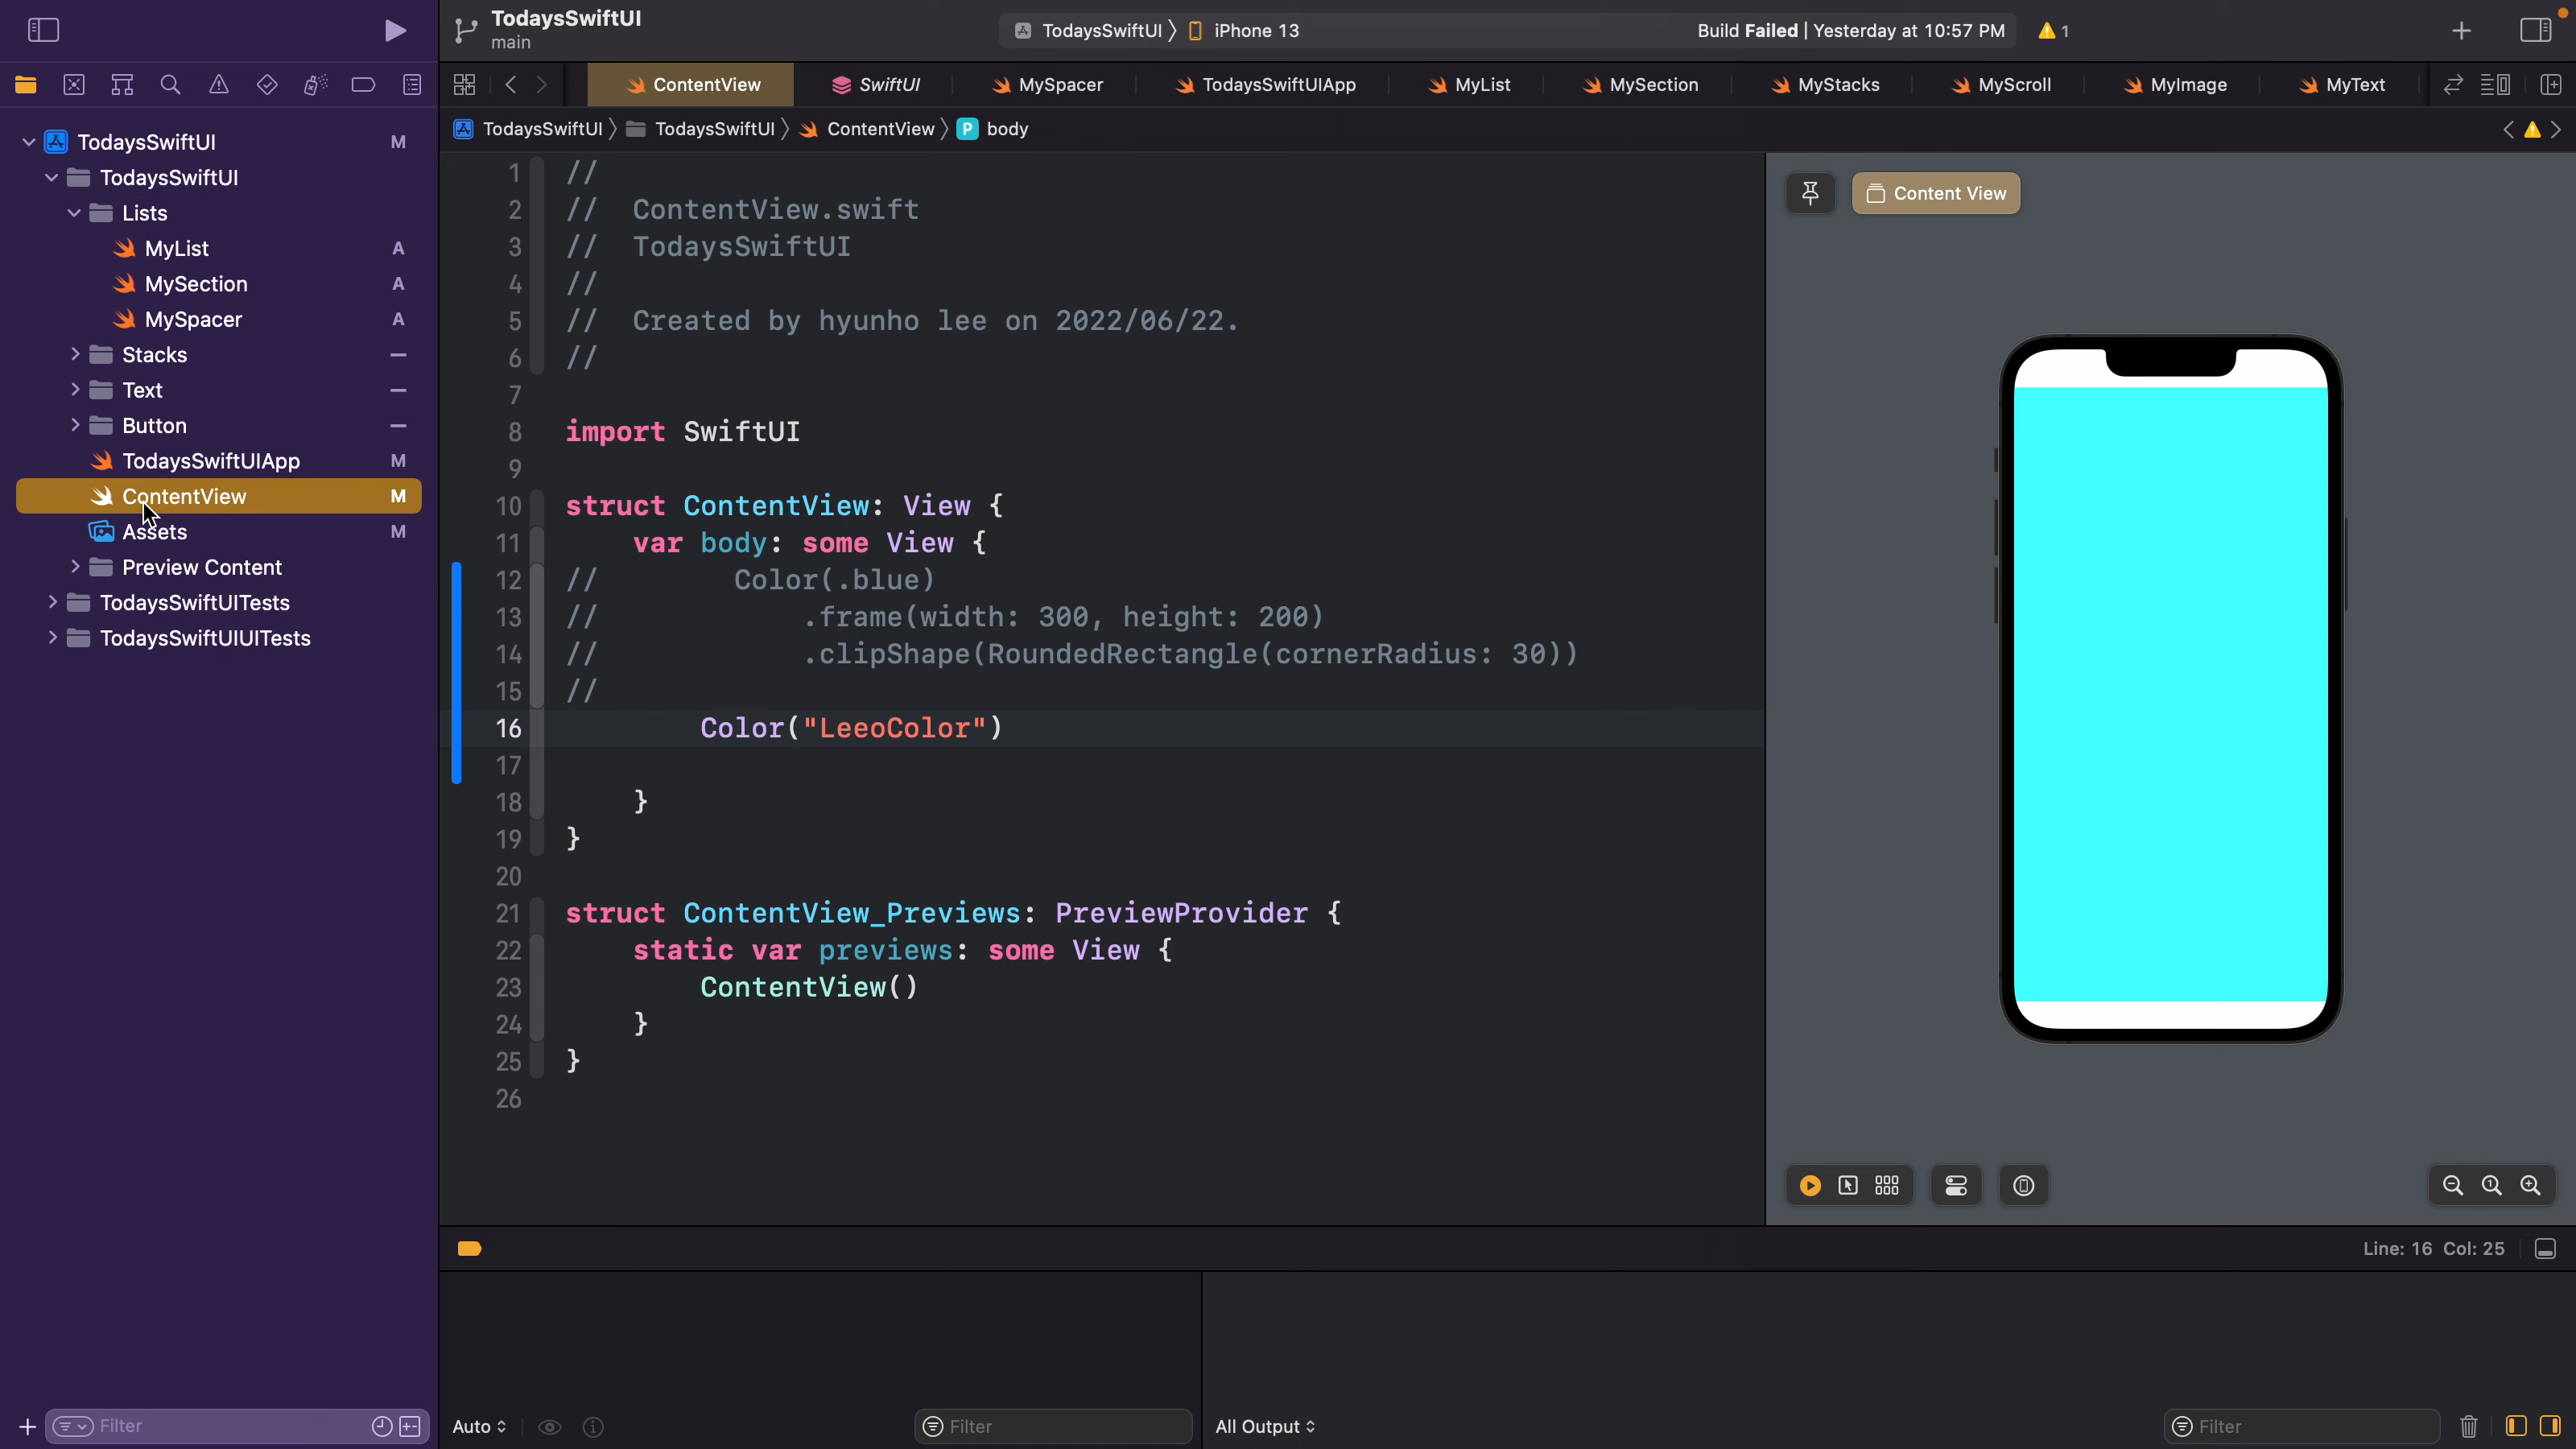 TodaysSwiftUI
main
TodaysSwiftUI
iPhone 13
Build Failed | Yesterday at 10:57 PM
1
ContentView
SwiftUI
MySpacer
TodaysSwiftUIApp
MyList
MySection
MyStacks
MyScroll
MyImage
MyText
TodaysSwiftUI
TodaysSwiftUI
ContentView
P body
TodaysSwiftUI M
TodaysSwiftUI
Lists
MyList A
MySection A
MySpacer A
Stacks
Text
Button
TodaysSwiftUIApp M
ContentView M
Assets M
Preview Content
TodaysSwiftUITests
TodaysSwiftUIUITests
Filter
1 //
2 //  ContentView.swift
3 //  TodaysSwiftUI
4 //
5 //  Created by hyunho lee on 2022/06/22.
6 //
7
8 import SwiftUI
9
10 struct ContentView: View {
11     var body: some View {
12 //        Color(.blue)
13 //            .frame(width: 300, height: 200)
14 //            .clipShape(RoundedRectangle(cornerRadius: 30))
15 //
16         Color("LeeoColor")
17
18     }
19 }
20
21 struct ContentView_Previews: PreviewProvider {
22     static var previews: some View {
23         ContentView()
24     }
25 }
26
Content View
Line: 16 Col: 25
Auto
Filter
All Output
Filter